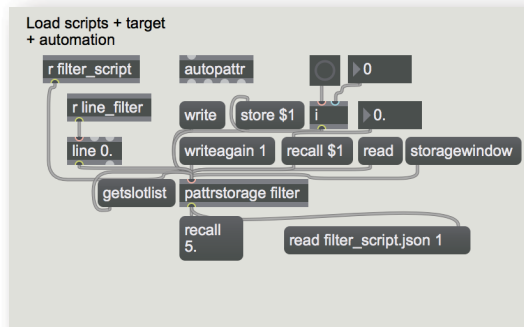 Load scripts + target
+ automation
r filter_script
autopattr
0
r line_filter
write
store $1
i
0.
line 0.
writeagain 1
recall $1
read
storagewindow
getslotlist
pattrstorage filter
recall
5.
read filter_script.json 1